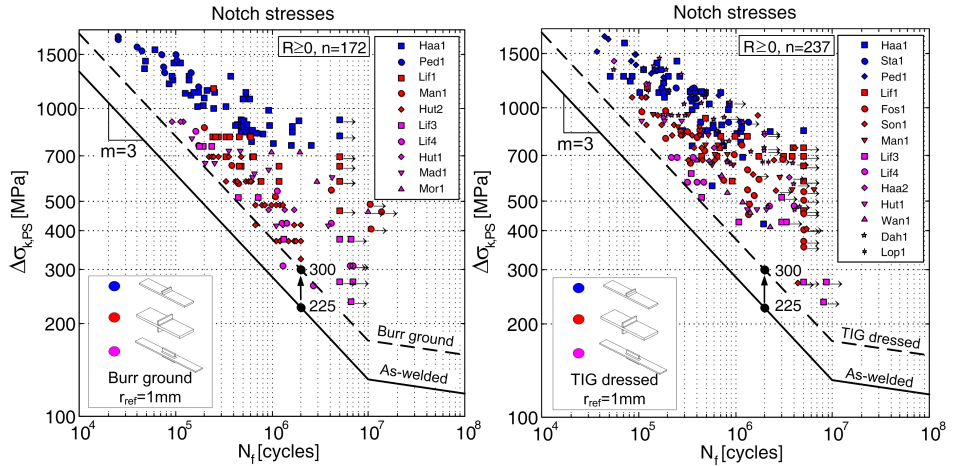 Notch stresses
R≥0, n=172
Haa1
Ped1
Lif1
Man1
Hut2
Lif3
Lif4
Hut1
Mad1
Mor1
1500
1000
700
500
400
300
200
100
Δσk,PS [MPa]
m=3
300
225
Burr ground
As-welded
Burr ground
rref=1mm
10^4
10^5
10^6
10^7
10^8
Nf [cycles]
Notch stresses
R≥0, n=237
Haa1
Sta1
Ped1
Lif1
Fos1
Son1
Man1
Lif3
Lif4
Haa2
Hut1
Wan1
Dah1
Lop1
1500
1000
700
500
400
300
200
100
Δσk,PS [MPa]
m=3
300
225
TIG dressed
As-welded
TIG dressed
rref=1mm
10^4
10^5
10^6
10^7
10^8
Nf [cycles]